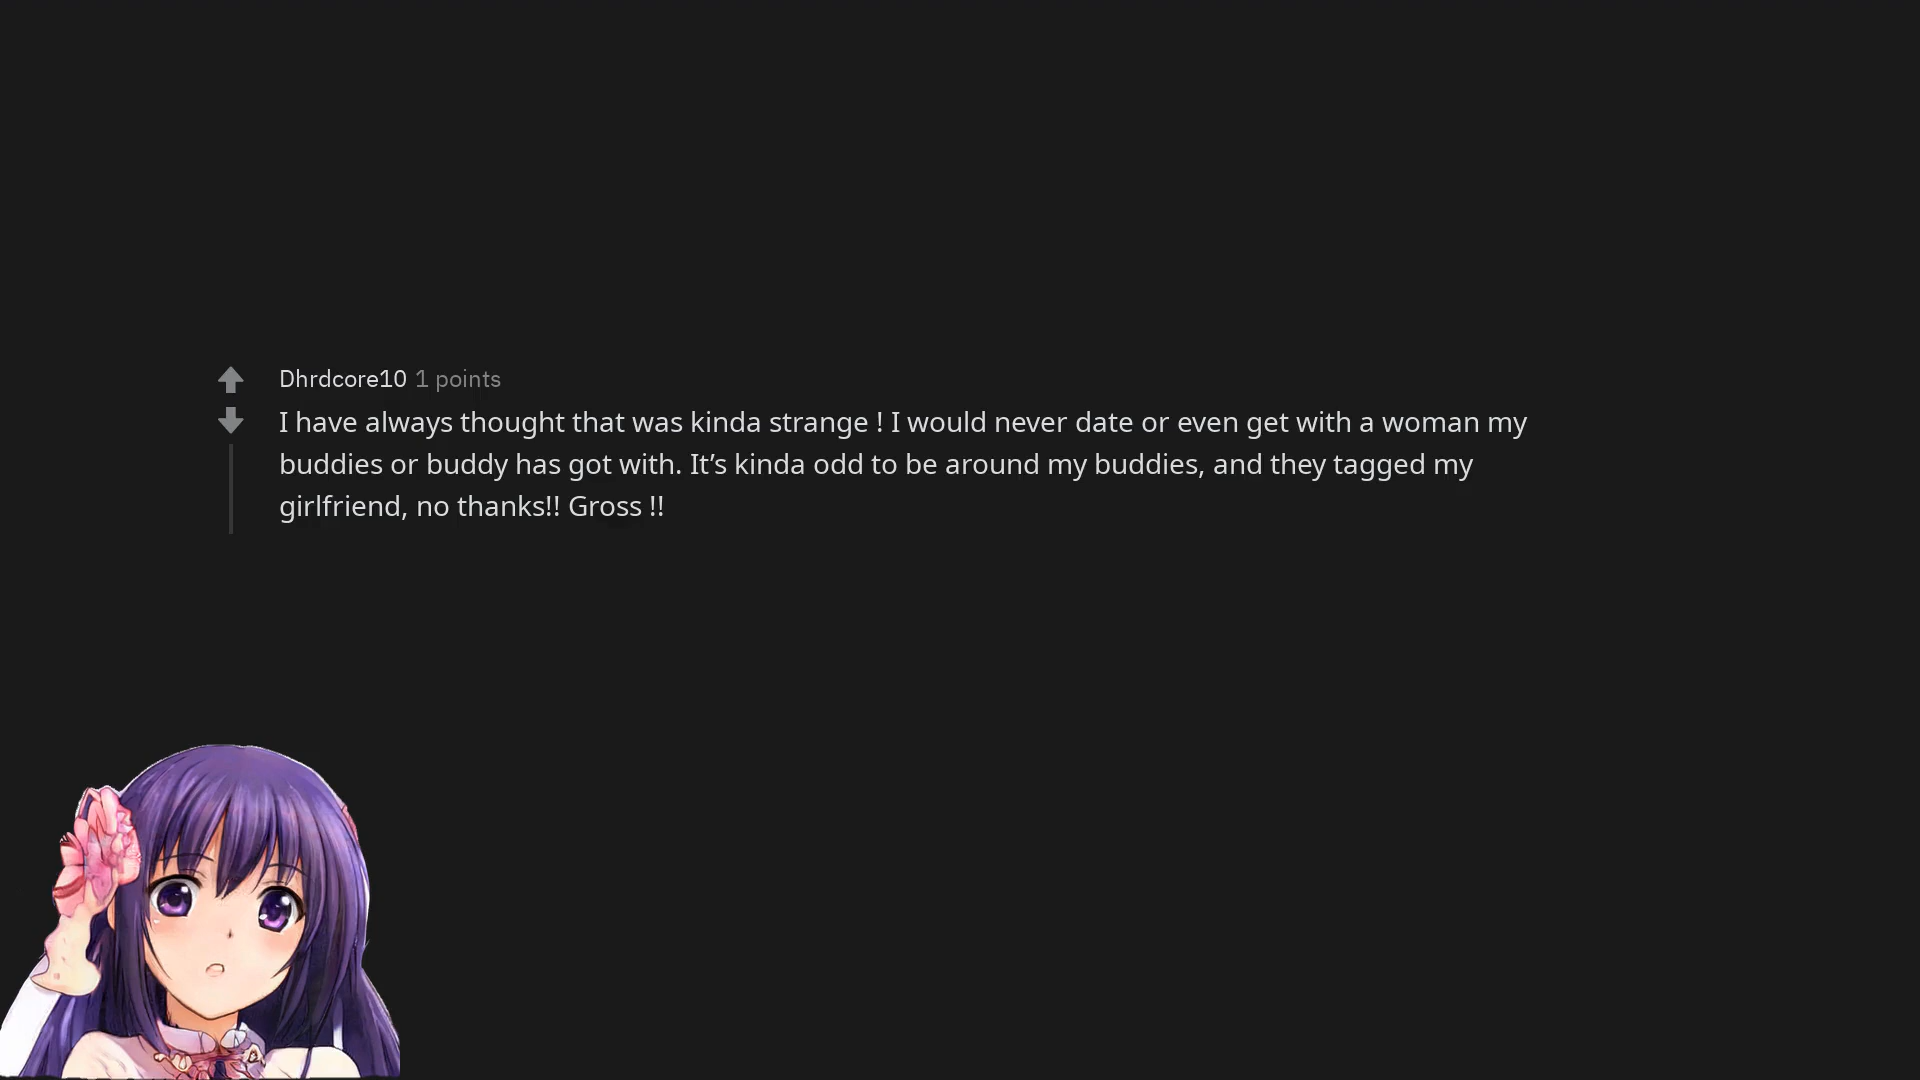 Dhrdcore10 1 points
I have always thought that was kinda strange ! I would never date or even get with a woman my
buddies or buddy has got with. It’s kinda odd to be around my buddies, and they tagged my
girlfriend, no thanks!! Gross !!